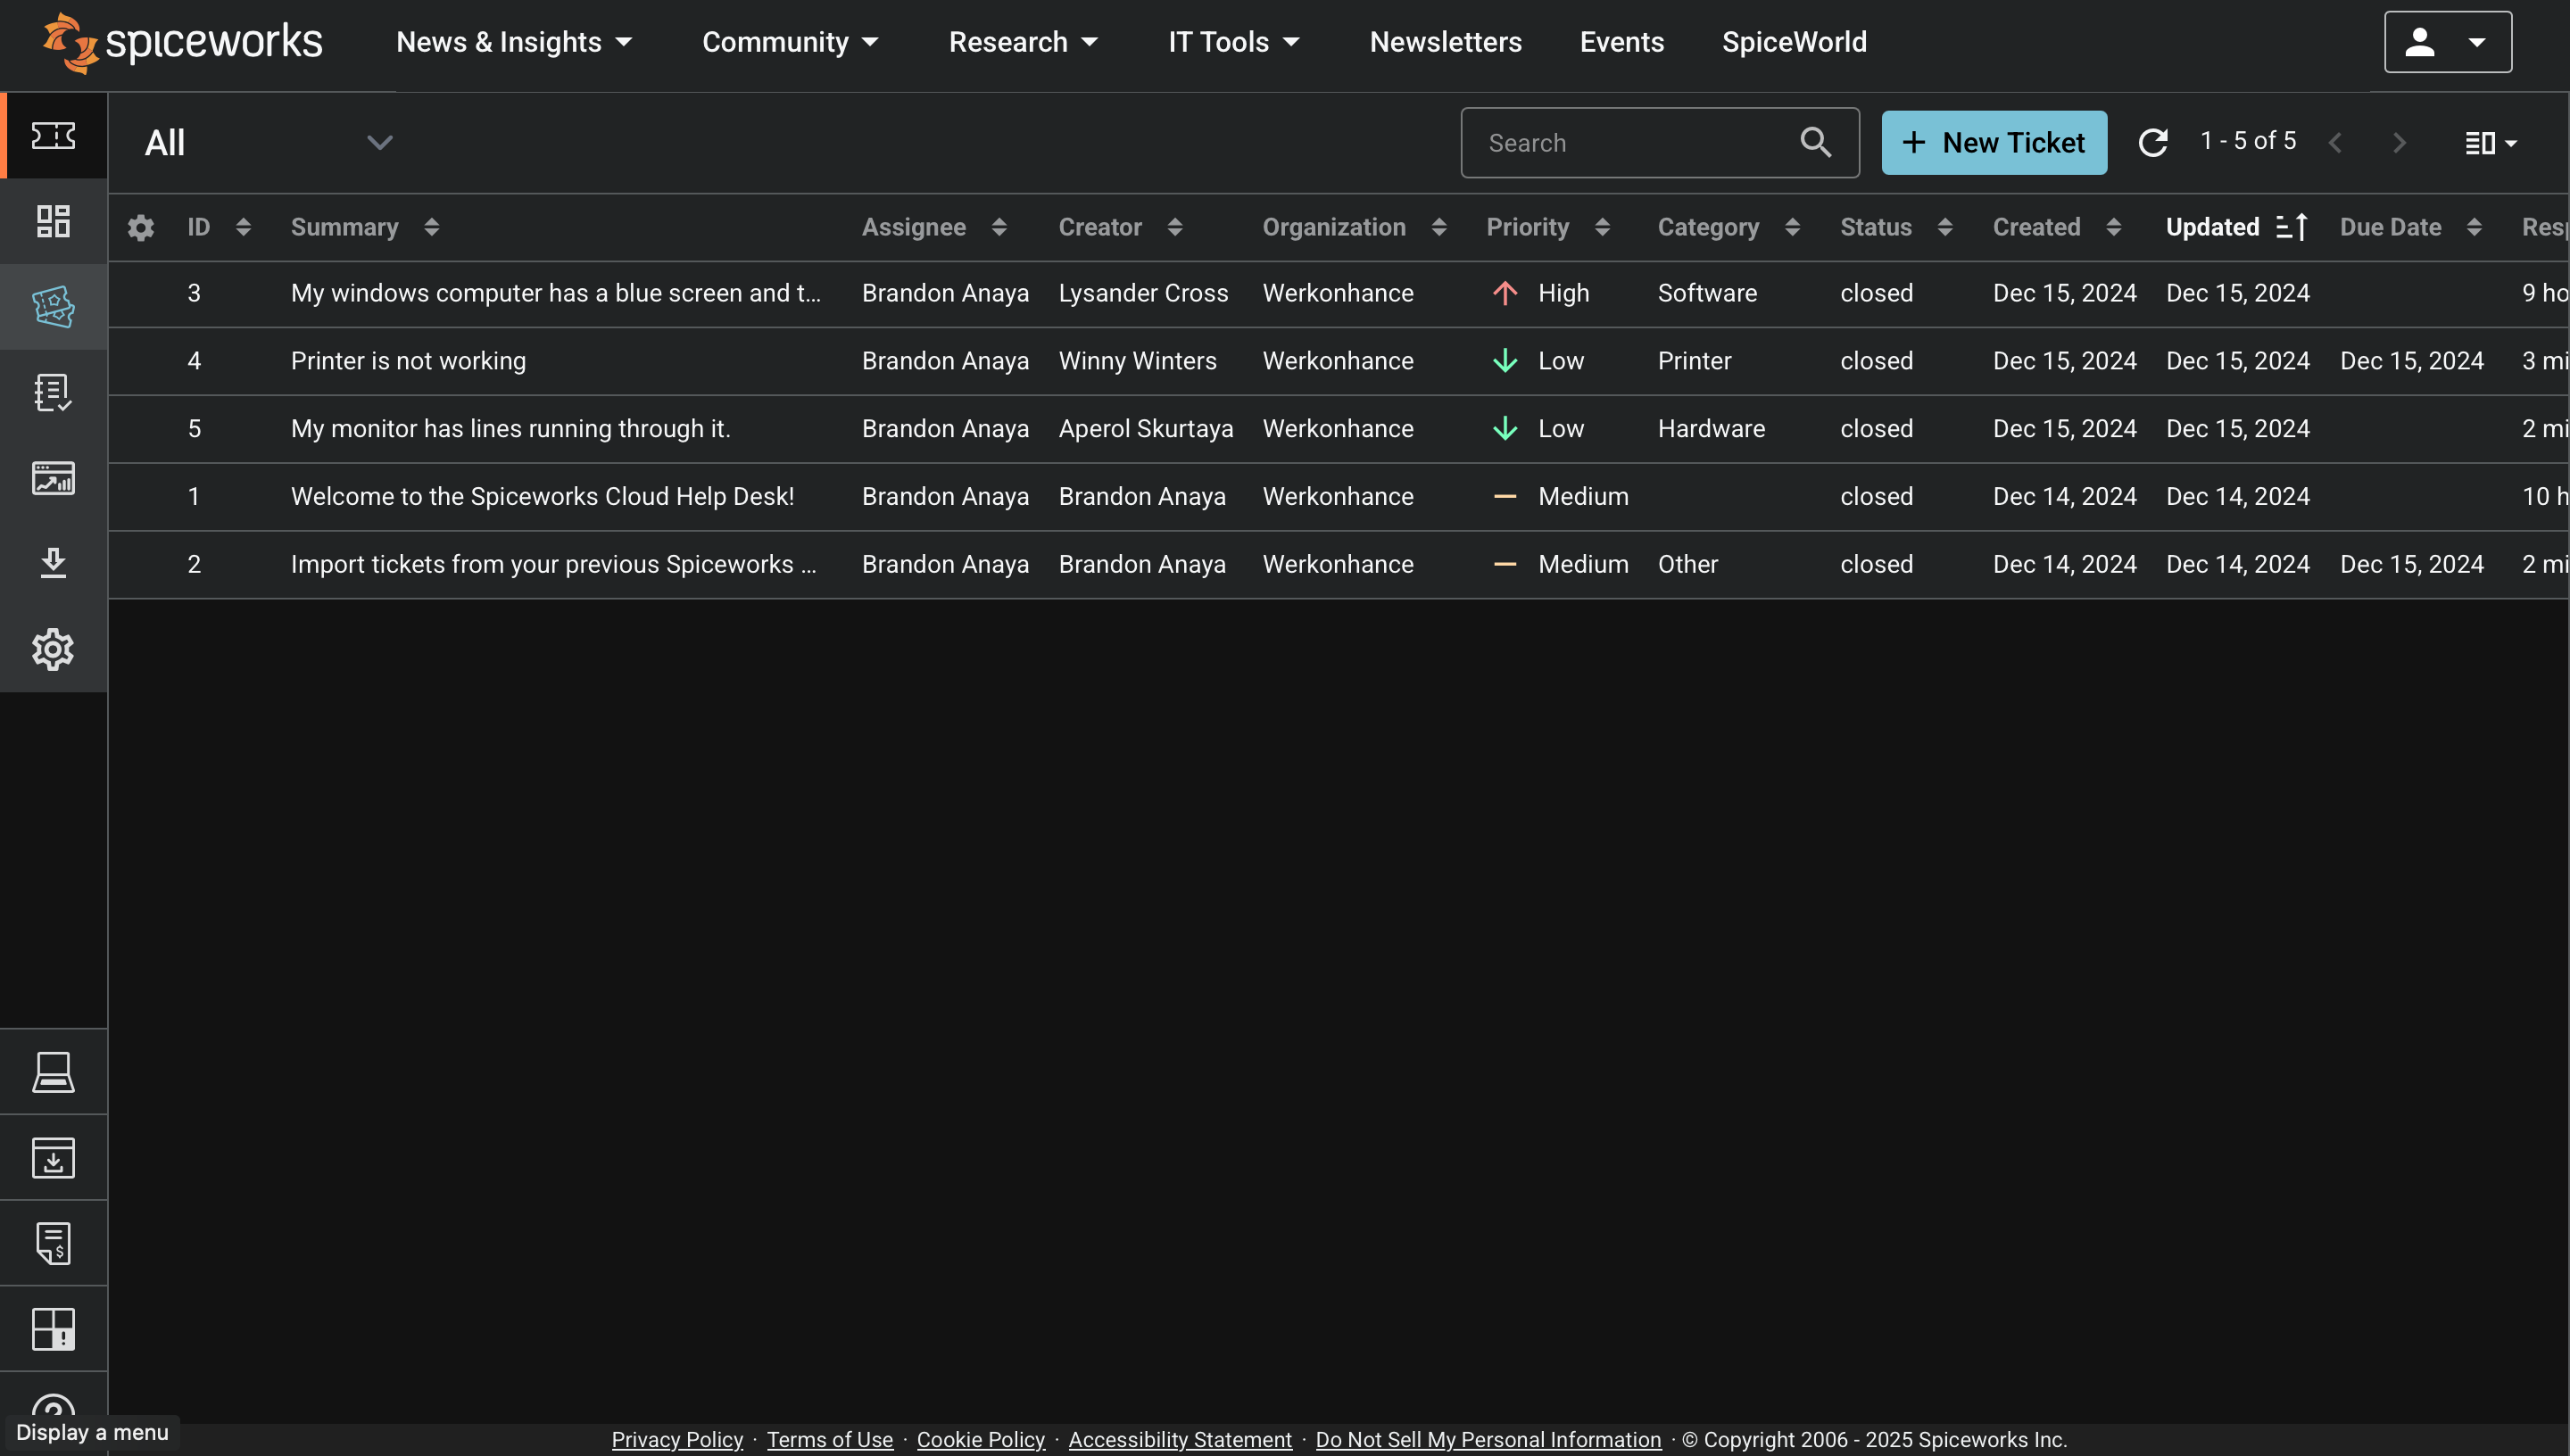 spiceworks News & Insights Community Research IT Tools Newsletters Events SpiceWorld
All Search + New Ticket 1 - 5 of 5
ID Summary Assignee Creator Organization Priority Category Status Created Updated Due Date Resp
3 My windows computer has a blue screen and t... Brandon Anaya Lysander Cross Werkonhance High Software closed Dec 15, 2024 Dec 15, 2024 9 ho
4 Printer is not working Brandon Anaya Winny Winters Werkonhance Low Printer closed Dec 15, 2024 Dec 15, 2024 Dec 15, 2024 3 mi
5 My monitor has lines running through it. Brandon Anaya Aperol Skurtaya Werkonhance Low Hardware closed Dec 15, 2024 Dec 15, 2024 2 mi
1 Welcome to the Spiceworks Cloud Help Desk! Brandon Anaya Brandon Anaya Werkonhance Medium closed Dec 14, 2024 Dec 14, 2024 10 h
2 Import tickets from your previous Spiceworks ... Brandon Anaya Brandon Anaya Werkonhance Medium Other closed Dec 14, 2024 Dec 14, 2024 Dec 15, 2024 2 mi
Display a menu
Privacy Policy · Terms of Use · Cookie Policy · Accessibility Statement · Do Not Sell My Personal Information · © Copyright 2006 - 2025 Spiceworks Inc.